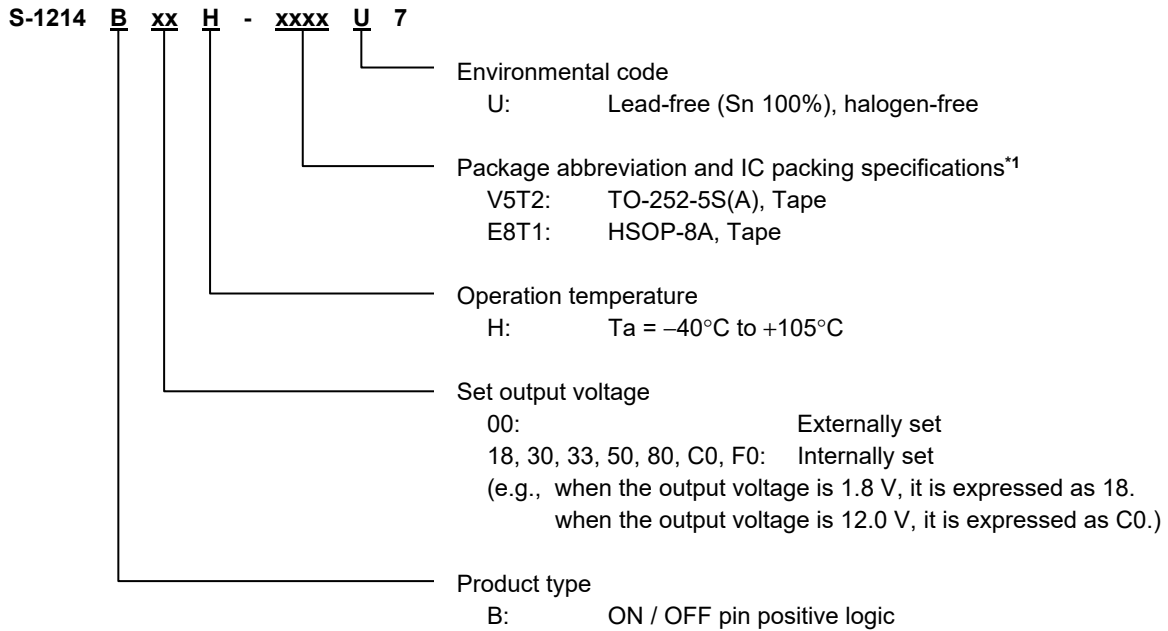 S-1214 B xx H - xxxx U 7
Environmental code
U: Lead-free (Sn 100%), halogen-free
Package abbreviation and IC packing specifications*1
V5T2: TO-252-5S(A), Tape
E8T1: HSOP-8A, Tape
Operation temperature
H: Ta = −40°C to +105°C
Set output voltage
00: Externally set
18, 30, 33, 50, 80, C0, F0: Internally set
(e.g., when the output voltage is 1.8 V, it is expressed as 18.
when the output voltage is 12.0 V, it is expressed as C0.)
Product type
B: ON / OFF pin positive logic